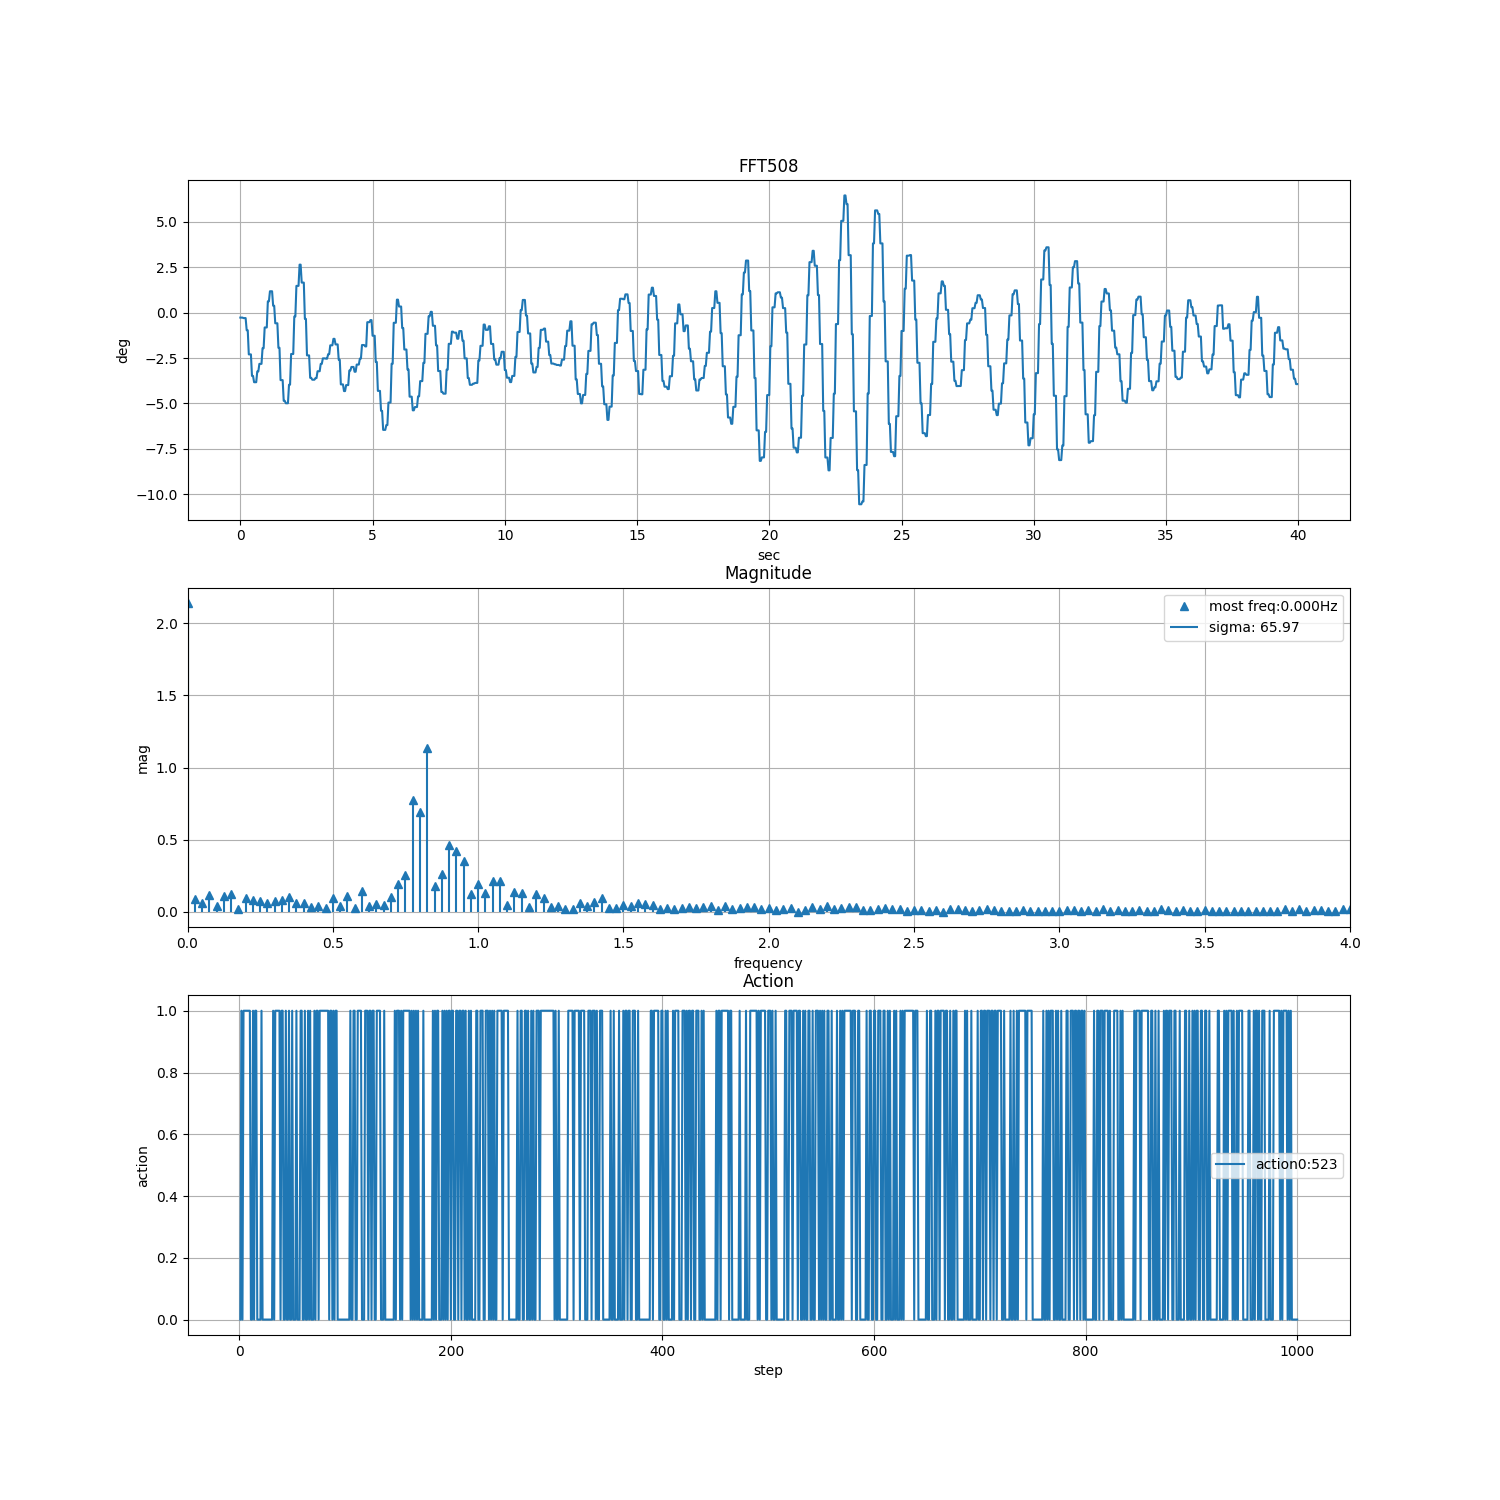 FFT508
5.0
2.5
0.0
−2.5
−5.0
−7.5
−10.0
deg
0 5 10 15 20 25 30 35 40
sec
Magnitude
most freq:0.000Hz
sigma: 65.97
2.0
1.5
1.0
0.5
0.0
mag
0.0 0.5 1.0 1.5 2.0 2.5 3.0 3.5 4.0
frequency
Action
1.0
0.8
0.6
0.4
0.2
0.0
action
action0:523
0 200 400 600 800 1000
step